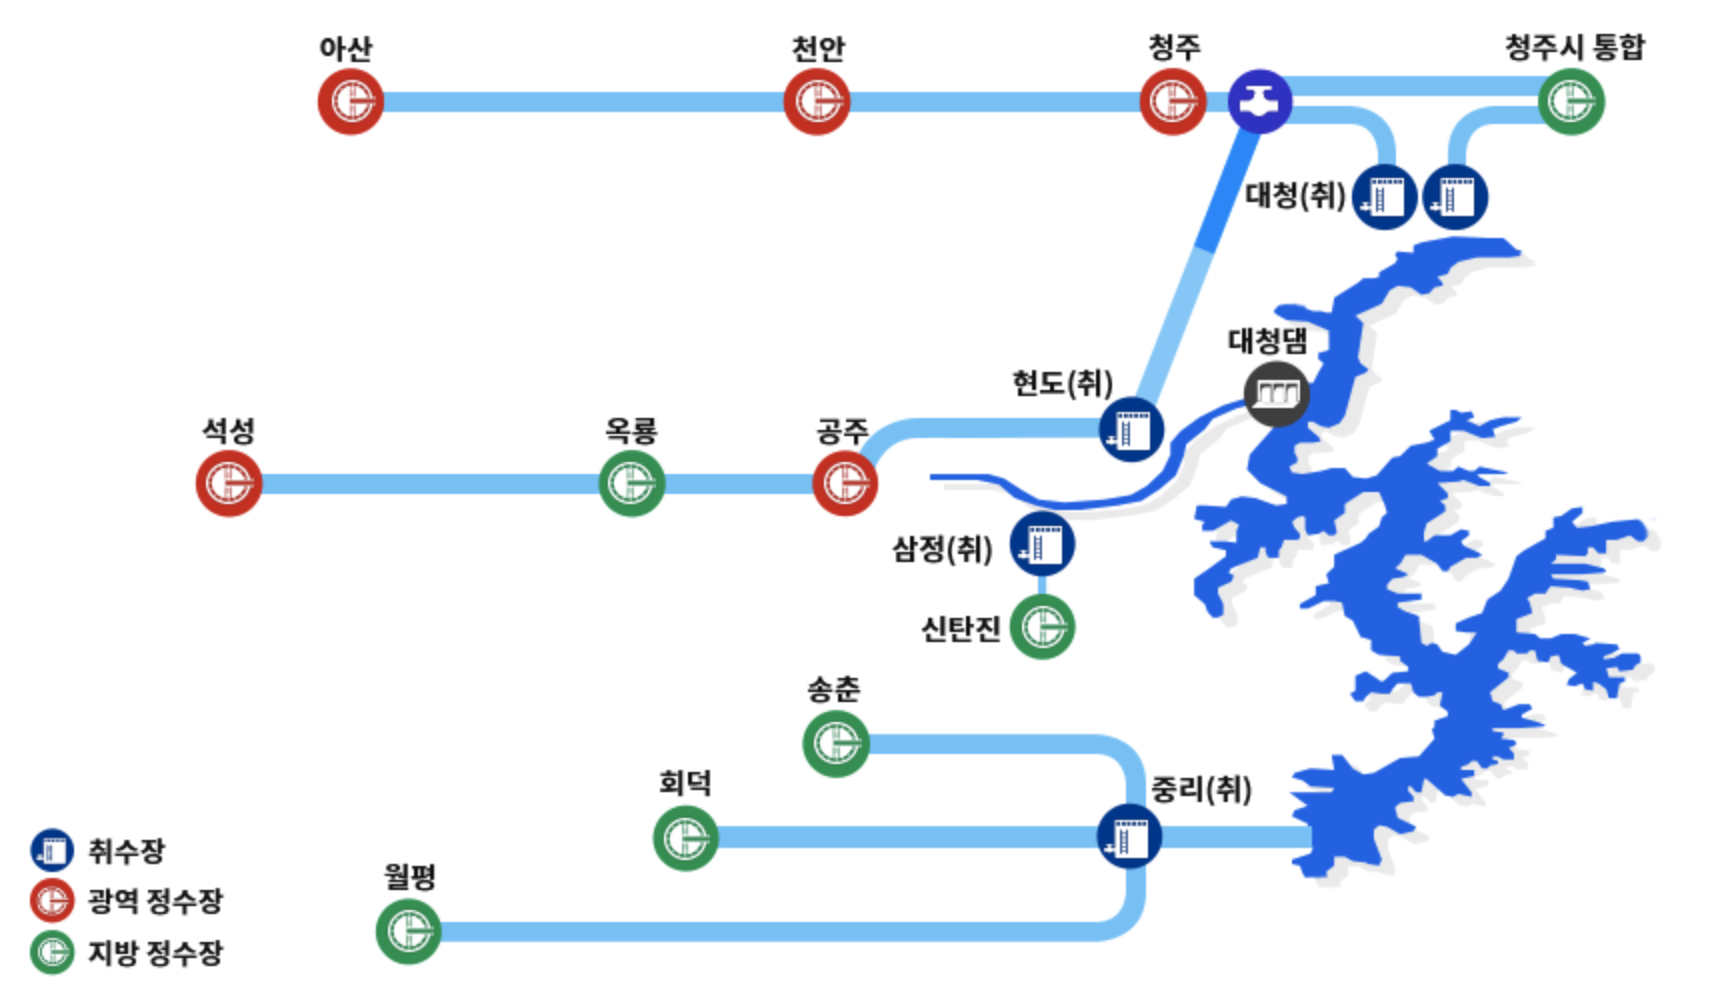 아산
천안
청주
청주시 통합
대청(취)
대청댐
현도(취)
석성
옥룡
공주
삼정(취)
신탄진
송춘
회덕
중리(취)
월평
취수장
광역 정수장
지방 정수장